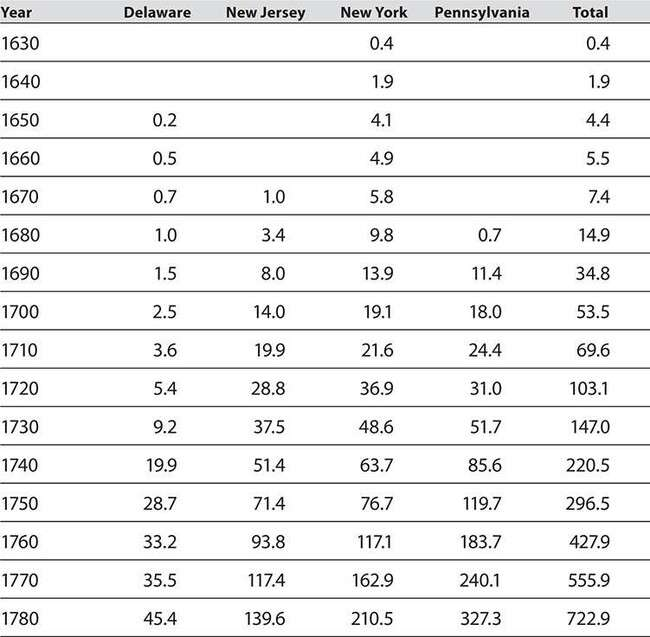 Year Delaware New Jersey New York Pennsylvania Total
1630 0.4 0.4
1640 1.9 1.9
1650 0.2 4.1 4.4
1660 0.5 4.9 5.5
1670 0.7 1.0 5.8 7.4
1680 1.0 3.4 9.8 0.7 14.9
1690 1.5 8.0 13.9 11.4 34.8
1700 2.5 14.0 19.1 18.0 53.5
1710 3.6 19.9 21.6 24.4 69.6
1720 5.4 28.8 36.9 31.0 103.1
1730 9.2 37.5 48.6 51.7 147.0
1740 19.9 51.4 63.7 85.6 220.5
1750 28.7 71.4 76.7 119.7 296.5
1760 33.2 93.8 117.1 183.7 427.9
1770 35.5 117.4 162.9 240.1 555.9
1780 45.4 139.6 210.5 327.3 722.9